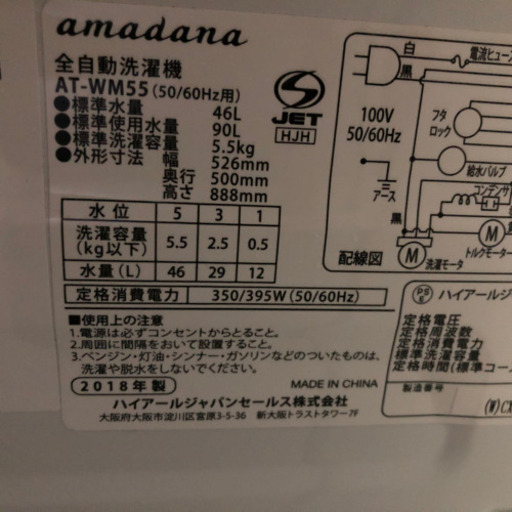 amadana
全自動洗濯機
AT-WM55 (50/60Hz用)
●標準水量 46L
●標準使用水量 90L
●標準洗濯容量 5.5kg
●外形寸法 幅 526mm
奥行 500mm
高さ 888mm
S
JET
HJH
水位 5 3 1
洗濯容量(kg以下) 5.5 2.5 0.5
水量(L) 46 29 12
定格消費電力 350/395W(50/60Hz)
■使用上の注意
1.電源は必ずコンセントからとること。
2.周囲に間隔をおいて設置すること。
3.ベンジン・灯油・シンナー・ガソリンなどのついたものは、
洗濯や脱水をしないでください。
2018年製
MADE IN CHINA
ハイアールジャパンセールス株式会社
大阪府大阪市淀川区宮原3-5-36 新大阪トラストタワー7F
白
黒
電流ヒュー
100V
50/60Hz
フタ
ロック
給水バルブ
アース
コンデンサ
黒
M
M
洗濯モータ
トルクモーター
配線図
PS
E
ハイアールジ
定格電圧
定格周波数
定格消費電力
標準洗濯容量
定格時間(標準コー
製造番号
(W)CX